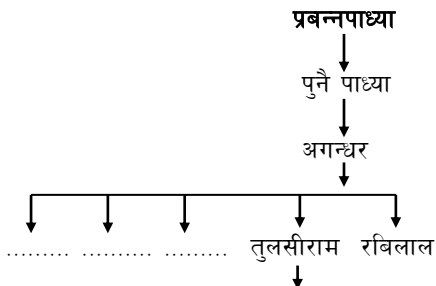 प्रबन्नपाध्या
पुनै पाध्या
अगन्धर
......... ......... ......... तुलसीराम रबिलाल